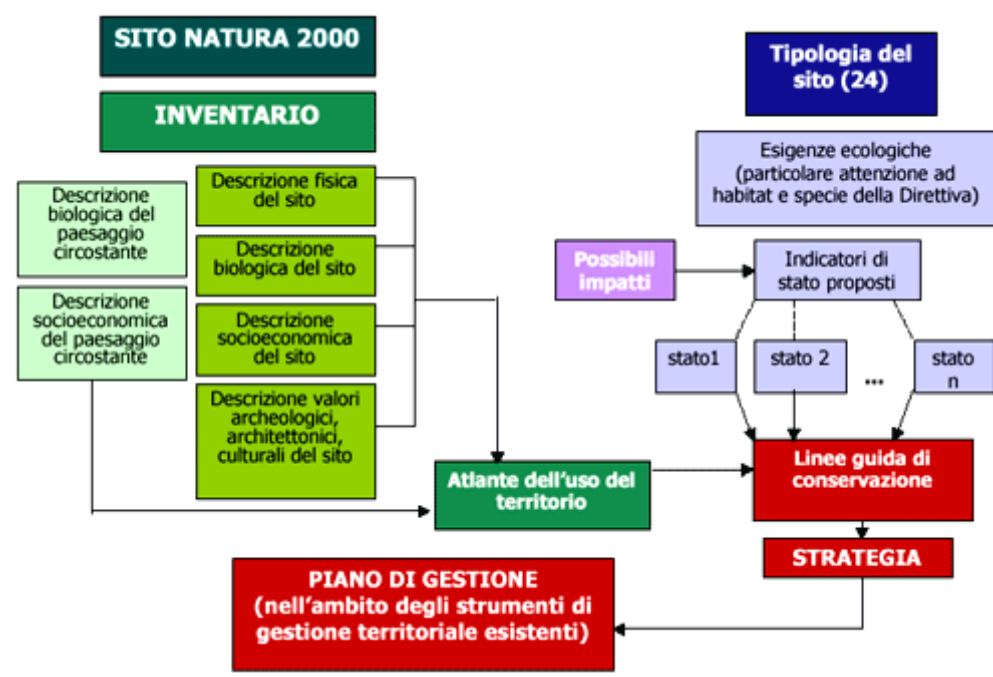 SITO NATURA 2000
INVENTARIO
Descrizione
biologica del
paesaggio
circostante
Descrizione
socioeconomica
del paesaggio
circostante
Descrizione fisica
del sito
Descrizione
biologica del sito
Descrizione
socioeconomica
del sito
Descrizione valori
archeologici,
architettonici,
culturali del sito
Tipologia del
sito (24)
Esigenze ecologiche
(particolare attenzione ad
habitat e specie della Direttiva)
Possibili
impatti
Indicatori di
stato proposti
stato1
stato 2
...
stato
n
Atlante dell'uso del
territorio
Linee guida di
conservazione
STRATEGIA
PIANO DI GESTIONE
(nell'ambito degli strumenti di
gestione territoriale esistenti)